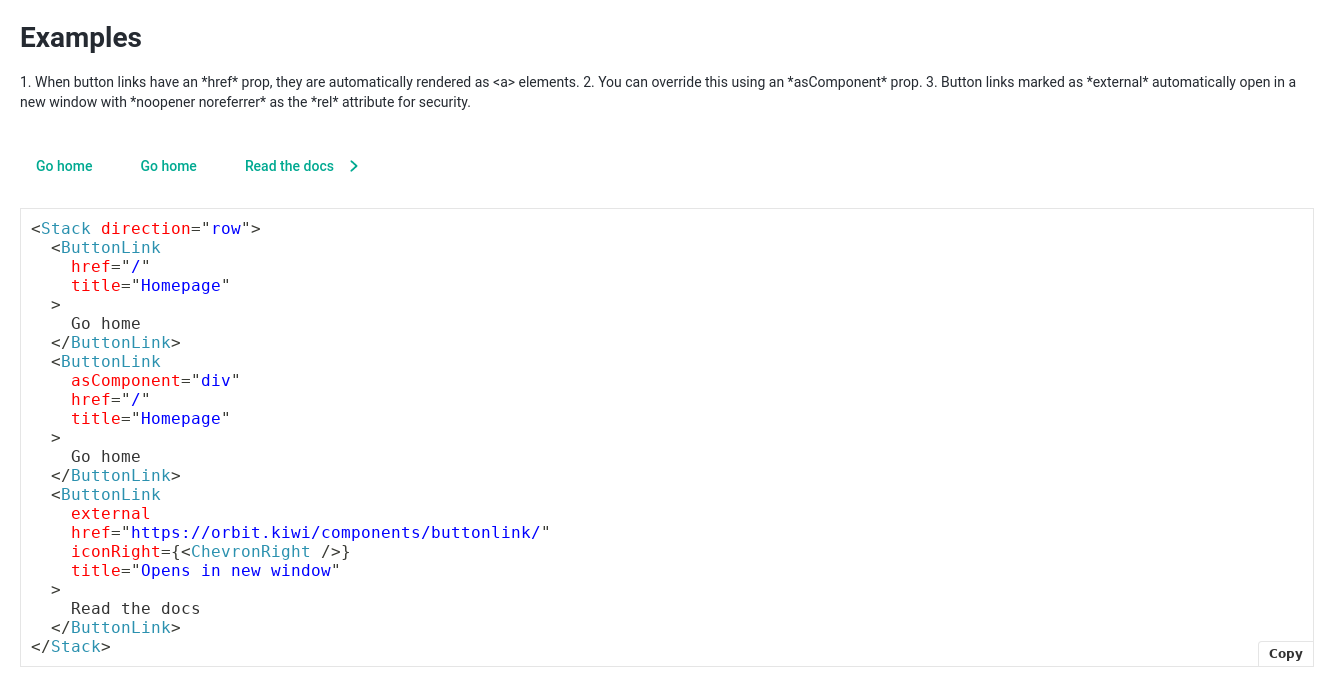 Examples
1. When button links have an *href* prop, they are automatically rendered as <a> elements. 2. You can override this using an *asComponent* prop. 3. Button links marked as *external* automatically open in a
new window with *noopener noreferrer* as the *rel* attribute for security.
Go home Go home Read the docs
<Stack direction="row">
  <ButtonLink
    href="/"
    title="Homepage"
  >
    Go home
  </ButtonLink>
  <ButtonLink
    asComponent="div"
    href="/"
    title="Homepage"
  >
    Go home
  </ButtonLink>
  <ButtonLink
    external
    href="https://orbit.kiwi/components/buttonlink/"
    iconRight={<ChevronRight />}
    title="Opens in new window"
  >
    Read the docs
  </ButtonLink>
</Stack>
Copy